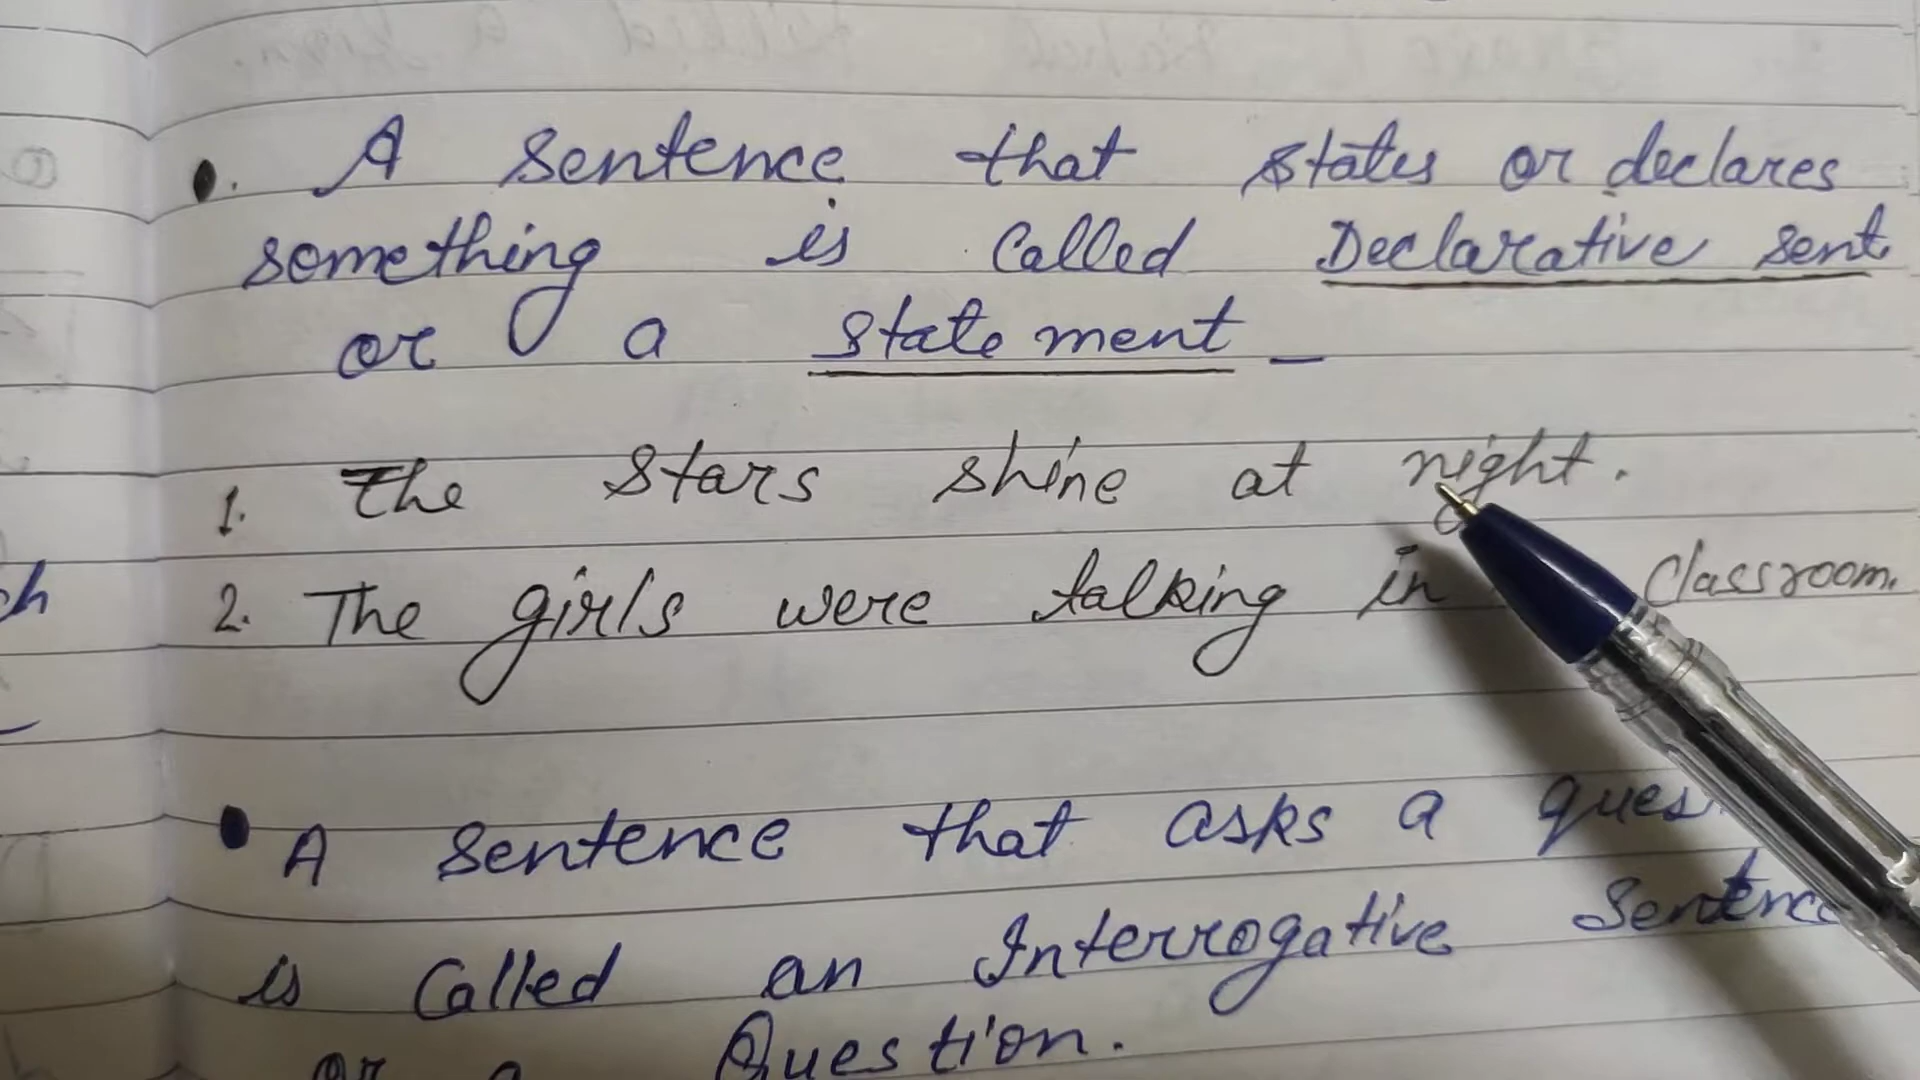 A sentence that states or declares
something is called Declarative sent.
or a statement
1. The stars shine at night.
2. The girls were talking in Classroom.
A sentence that asks a
is called an Interrogative Sentence
or a Question.